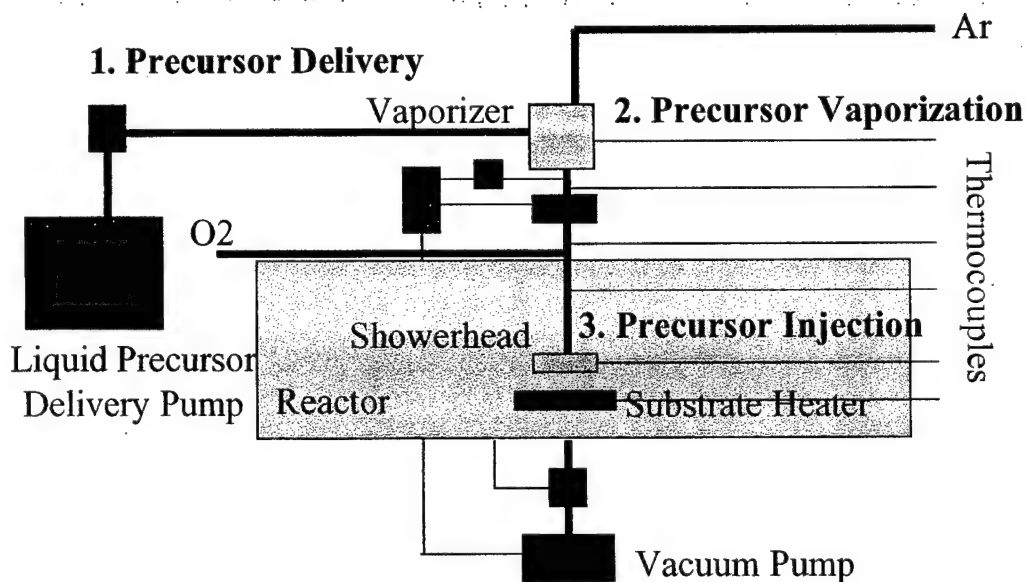 Ar
1. Precursor Delivery
Vaporizer
2. Precursor Vaporization
Thermocouples
O2
Showerhead
3. Precursor Injection
Liquid Precursor
Delivery Pump
Reactor
Substrate Heater
Vacuum Pump